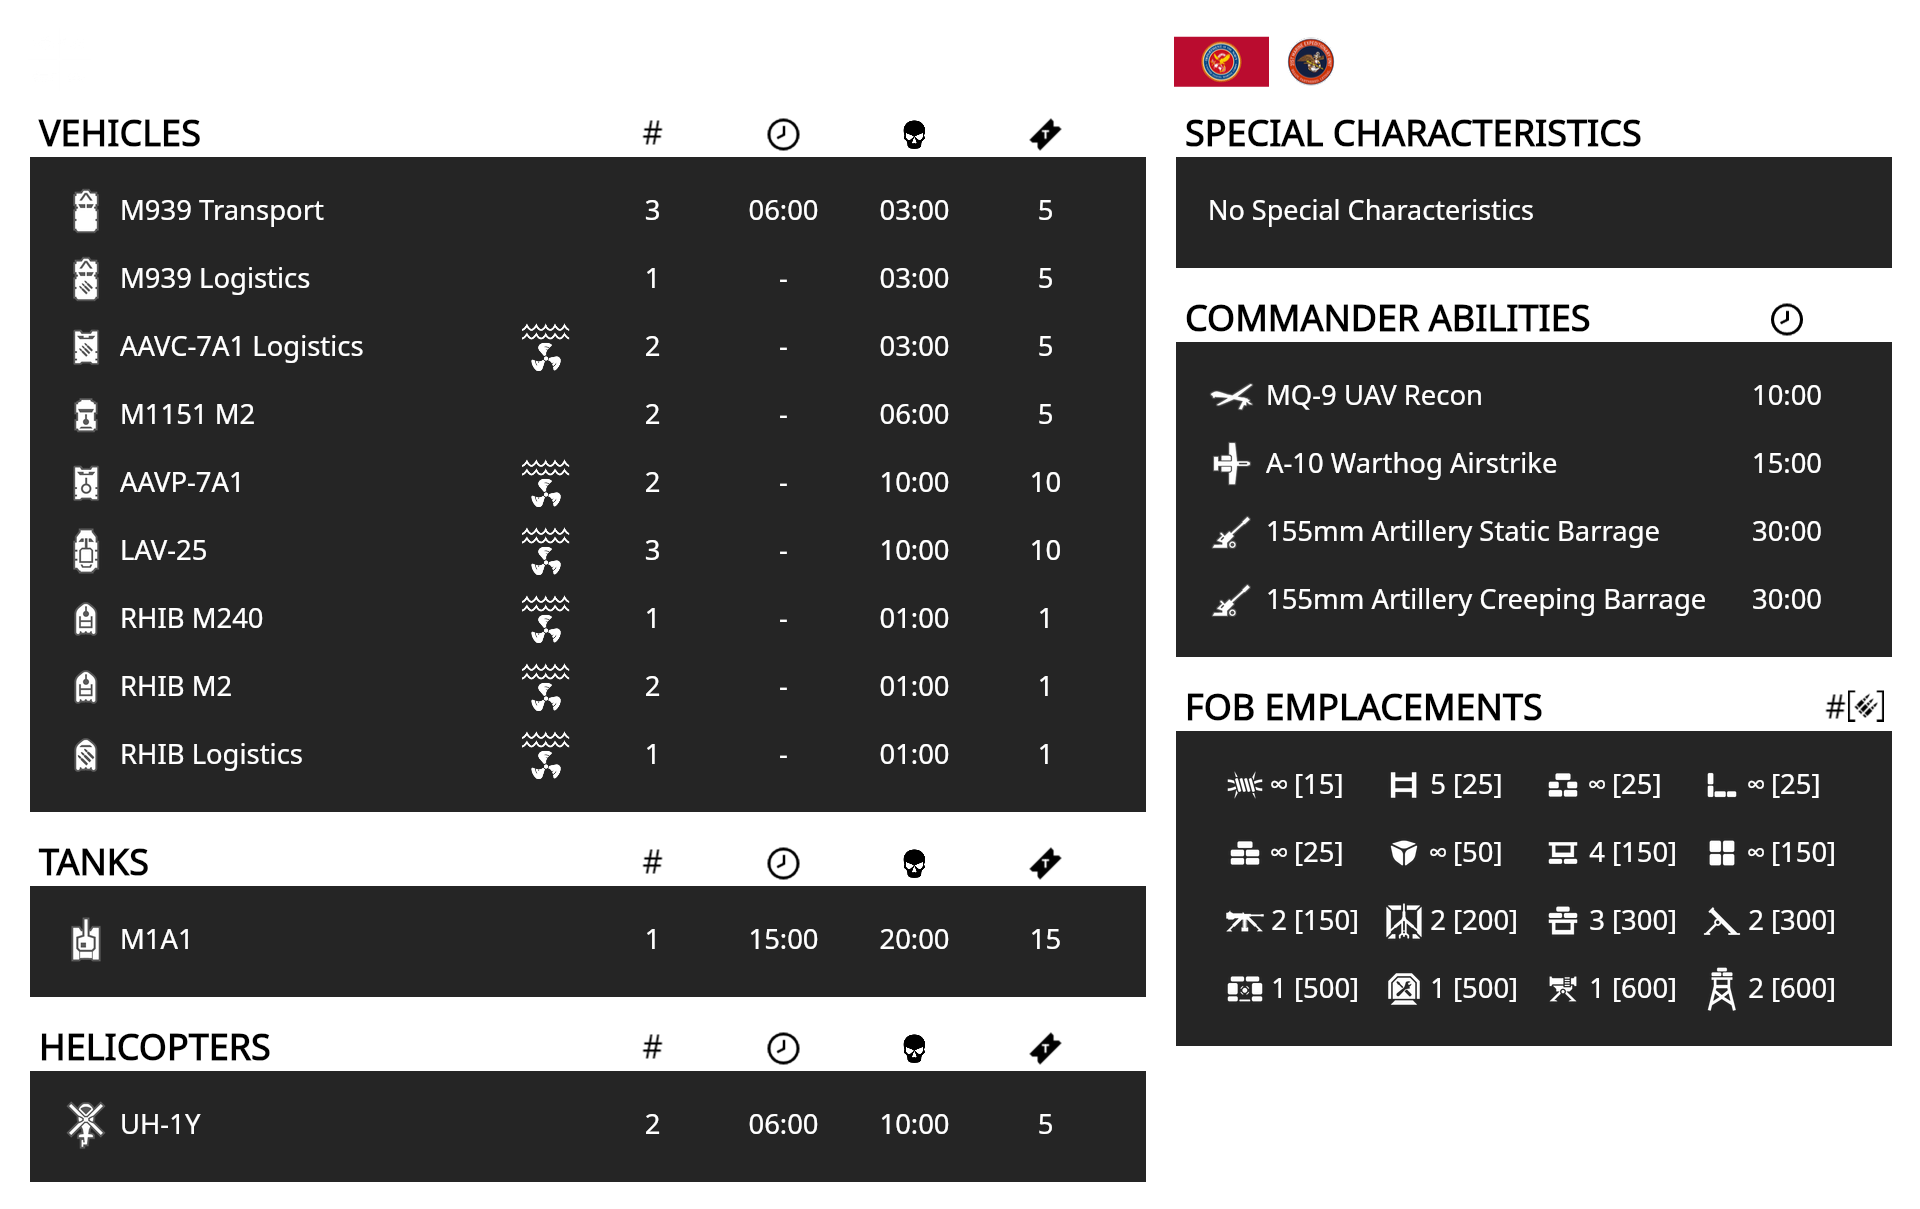 VEHICLES #
M939 Transport 3 06:00 03:00 5
M939 Logistics 1 - 03:00 5
AAVC-7A1 Logistics 2 - 03:00 5
M1151 M2 2 - 06:00 5
AAVP-7A1 2 - 10:00 10
LAV-25 3 - 10:00 10
RHIB M240 1 - 01:00 1
RHIB M2 2 - 01:00 1
RHIB Logistics 1 - 01:00 1
TANKS #
M1A1 1 15:00 20:00 15
HELICOPTERS #
UH-1Y 2 06:00 10:00 5
SPECIAL CHARACTERISTICS
No Special Characteristics
COMMANDER ABILITIES
MQ-9 UAV Recon 10:00
A-10 Warthog Airstrike 15:00
155mm Artillery Static Barrage 30:00
155mm Artillery Creeping Barrage 30:00
FOB EMPLACEMENTS #[ ]
∞ [15] 5 [25] ∞ [25] ∞ [25]
∞ [25] ∞ [50] 4 [150] ∞ [150]
2 [150] 2 [200] 3 [300] 2 [300]
1 [500] 1 [500] 1 [600] 2 [600]